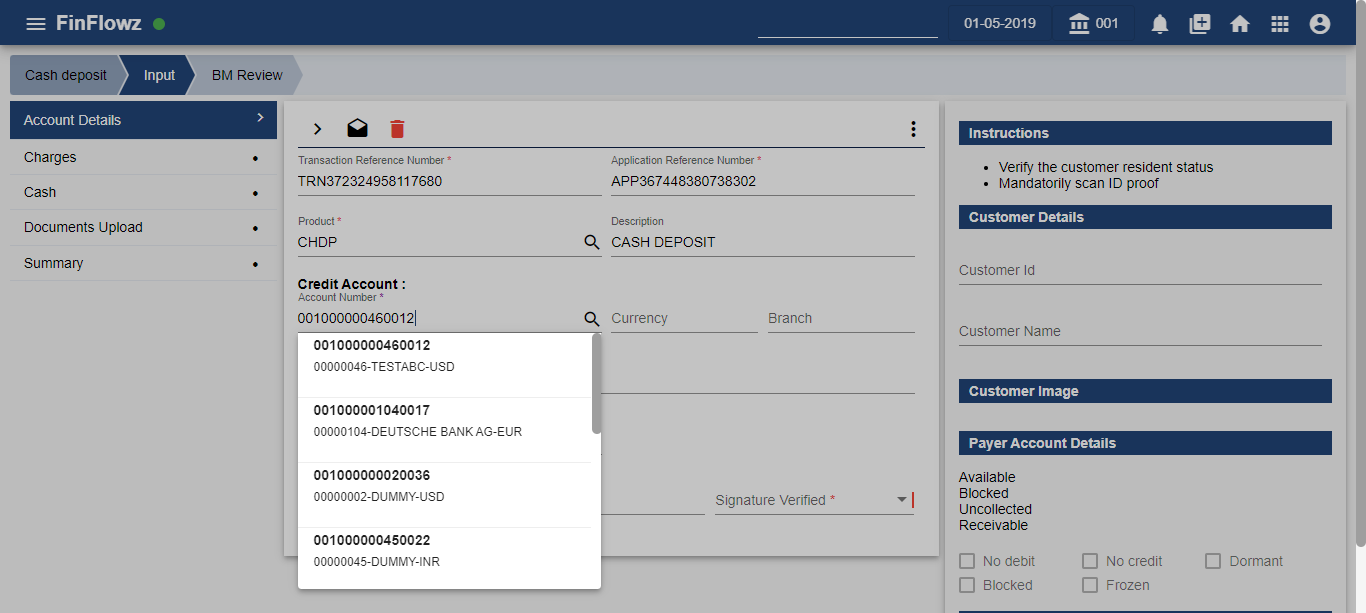 FinFlowz
01-05-2019
001
Cash deposit
Input
BM Review
Account Details
Charges
Cash
Documents Upload
Summary
Transaction Reference Number *
Application Reference Number *
TRN372324958117680
APP367448380738302
Product *
Description
CHDP
CASH DEPOSIT
Credit Account :
Account Number *
001000000460012
Currency
Branch
001000000460012
00000046-TESTABC-USD
001000001040017
00000104-DEUTSCHE BANK AG-EUR
001000000020036
00000002-DUMMY-USD
001000000450022
00000045-DUMMY-INR
Signature Verified *
Instructions
• Verify the customer resident status
• Mandatorily scan ID proof
Customer Details
Customer Id
Customer Name
Customer Image
Payer Account Details
Available
Blocked
Uncollected
Receivable
No debit
No credit
Dormant
Blocked
Frozen